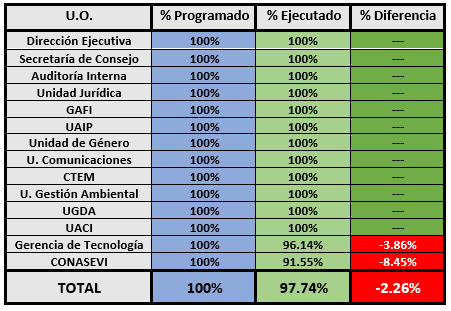 U.O. % Programado % Ejecutado % Diferencia
Dirección Ejecutiva 100% 100% ---
Secretaría de Consejo 100% 100% ---
Auditoría Interna 100% 100% ---
Unidad Jurídica 100% 100% ---
GAFI 100% 100% ---
UAIP 100% 100% ---
Unidad de Género 100% 100% ---
U. Comunicaciones 100% 100% ---
CTEM 100% 100% ---
U. Gestión Ambiental 100% 100% ---
UGDA 100% 100% ---
UACI 100% 100% ---
Gerencia de Tecnología 100% 96.14% -3.86%
CONASEVI 100% 91.55% -8.45%
TOTAL 100% 97.74% -2.26%